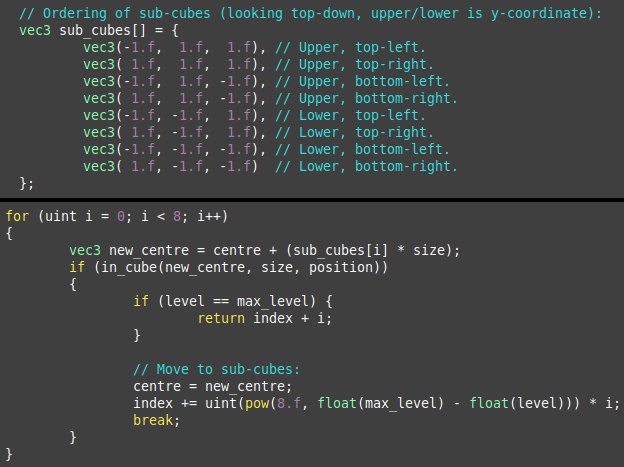 // Ordering of sub-cubes (looking top-down, upper/lower is y-coordinate):
vec3 sub_cubes[] = {
vec3(-1.f,  1.f,  1.f), // Upper, top-left.
vec3( 1.f,  1.f,  1.f), // Upper, top-right.
vec3(-1.f,  1.f, -1.f), // Upper, bottom-left.
vec3( 1.f,  1.f, -1.f), // Upper, bottom-right.
vec3(-1.f, -1.f,  1.f), // Lower, top-left.
vec3( 1.f, -1.f,  1.f), // Lower, top-right.
vec3(-1.f, -1.f, -1.f), // Lower, bottom-left.
vec3( 1.f, -1.f, -1.f)  // Lower, bottom-right.
};
for (uint i = 0; i < 8; i++)
{
vec3 new_centre = centre + (sub_cubes[i] * size);
if (in_cube(new_centre, size, position))
{
if (level == max_level) {
return index + i;
}
// Move to sub-cubes:
centre = new_centre;
index += uint(pow(8.f, float(max_level) - float(level))) * i;
break;
}
}